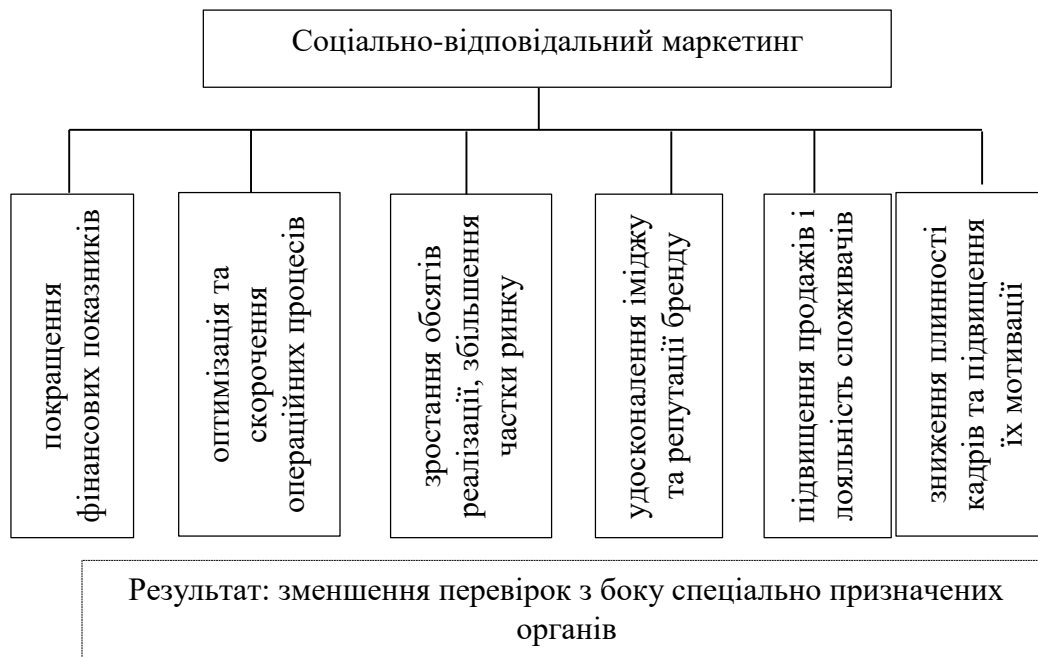 Соціально-відповідальний маркетинг
покращення
фінансових показників
оптимізація та
скорочення
операційних процесів
зростання обсягів
реалізації, збільшення
частки ринку
удосконалення іміджу
та репутації бренду
підвищення продажів і
лояльність споживачів
зниження плинності
кадрів та підвищення
їх мотивації
Результат: зменшення перевірок з боку спеціально призначених
органів